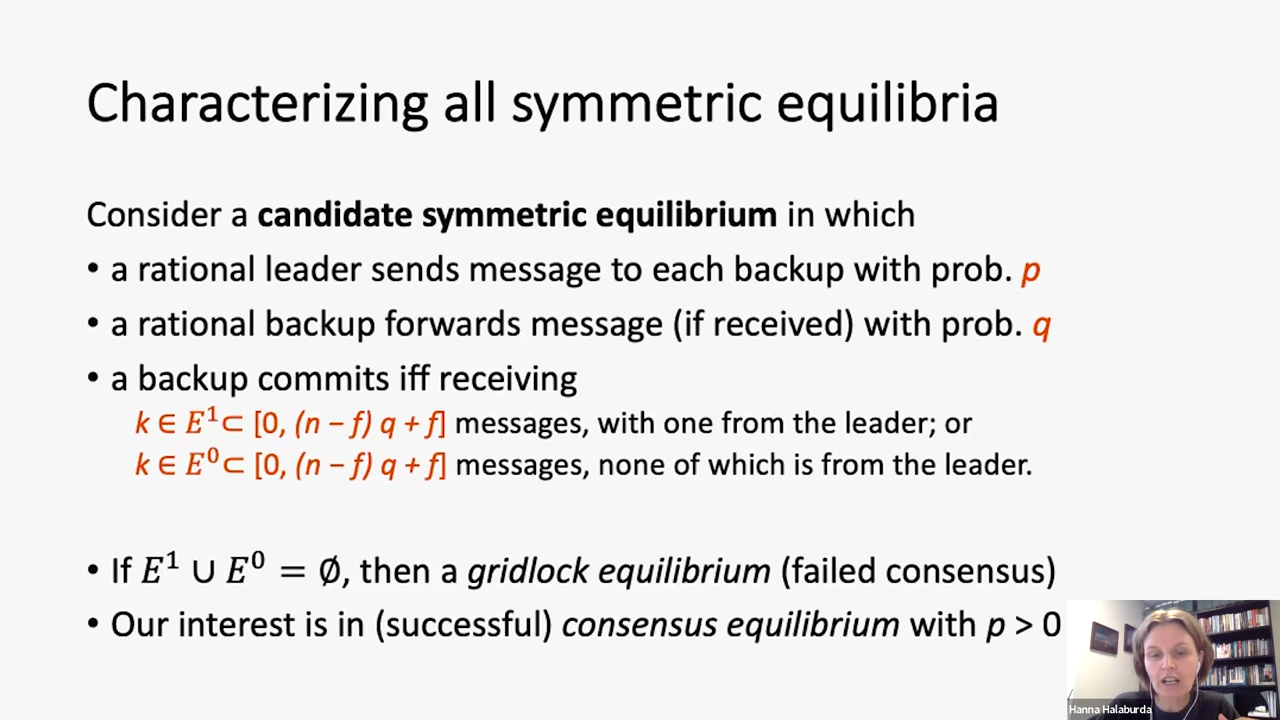 Characterizing all symmetric equilibria
Consider a candidate symmetric equilibrium in which
• a rational leader sends message to each backup with prob. p
• a rational backup forwards message (if received) with prob. q
• a backup commits iff receiving
k ∈ E¹⊂ [0, (n − f) q + f] messages, with one from the leader; or
k ∈ E⁰⊂ [0, (n − f) q + f] messages, none of which is from the leader.
• If E¹ ∪ E⁰ = ∅, then a gridlock equilibrium (failed consensus)
• Our interest is in (successful) consensus equilibrium with p > 0
Hanna Halaburda